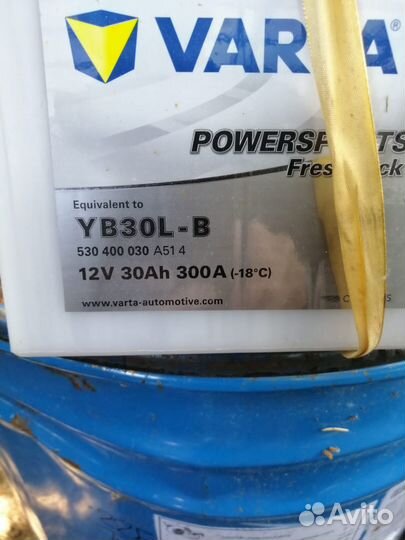 VARTA
POWERSP
Fres
Equivalent to
YB30L-B
530 400 030 A51 4
12V 30Ah 300A (-18°C)
www.varta-automotive.com
Avito